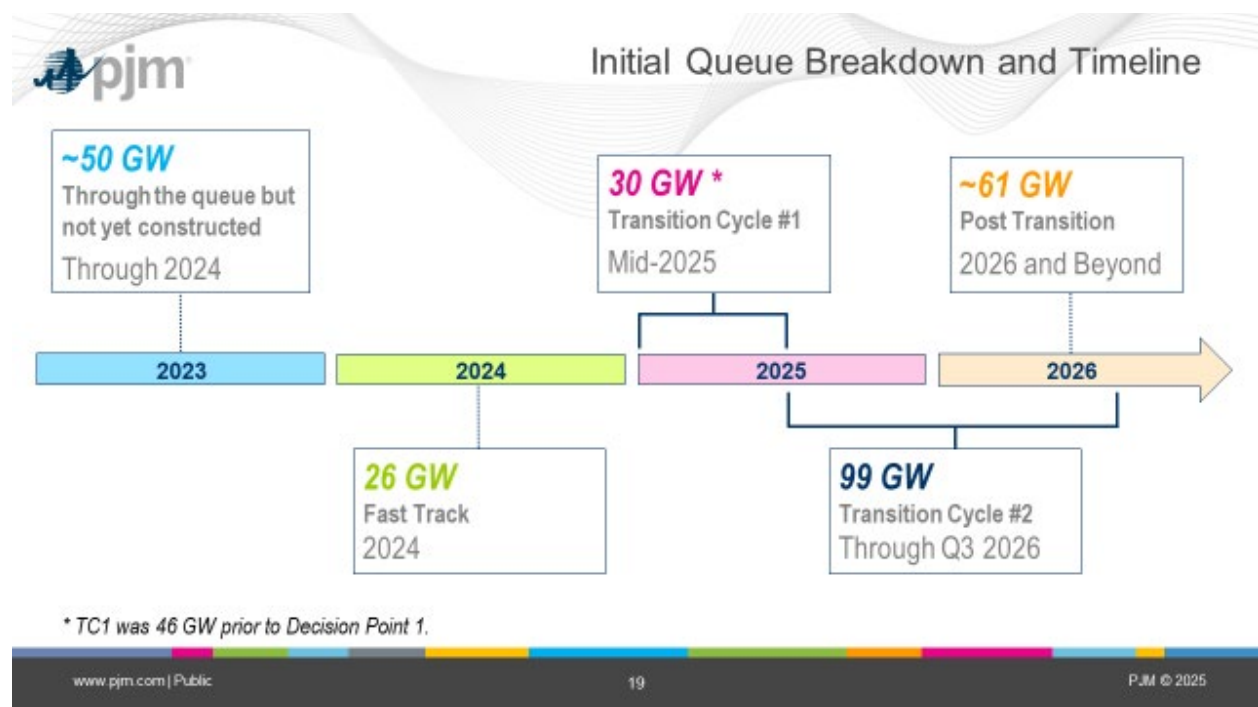 pjm
Initial Queue Breakdown and Timeline
~50 GW
Through the queue but
not yet constructed
Through 2024
30 GW *
Transition Cycle #1
Mid-2025
~61 GW
Post Transition
2026 and Beyond
2023
2024
2025
2026
26 GW
Fast Track
2024
99 GW
Transition Cycle #2
Through Q3 2026
* TC1 was 46 GW prior to Decision Point 1.
www.pjm.com | Public
19
PJM © 2025